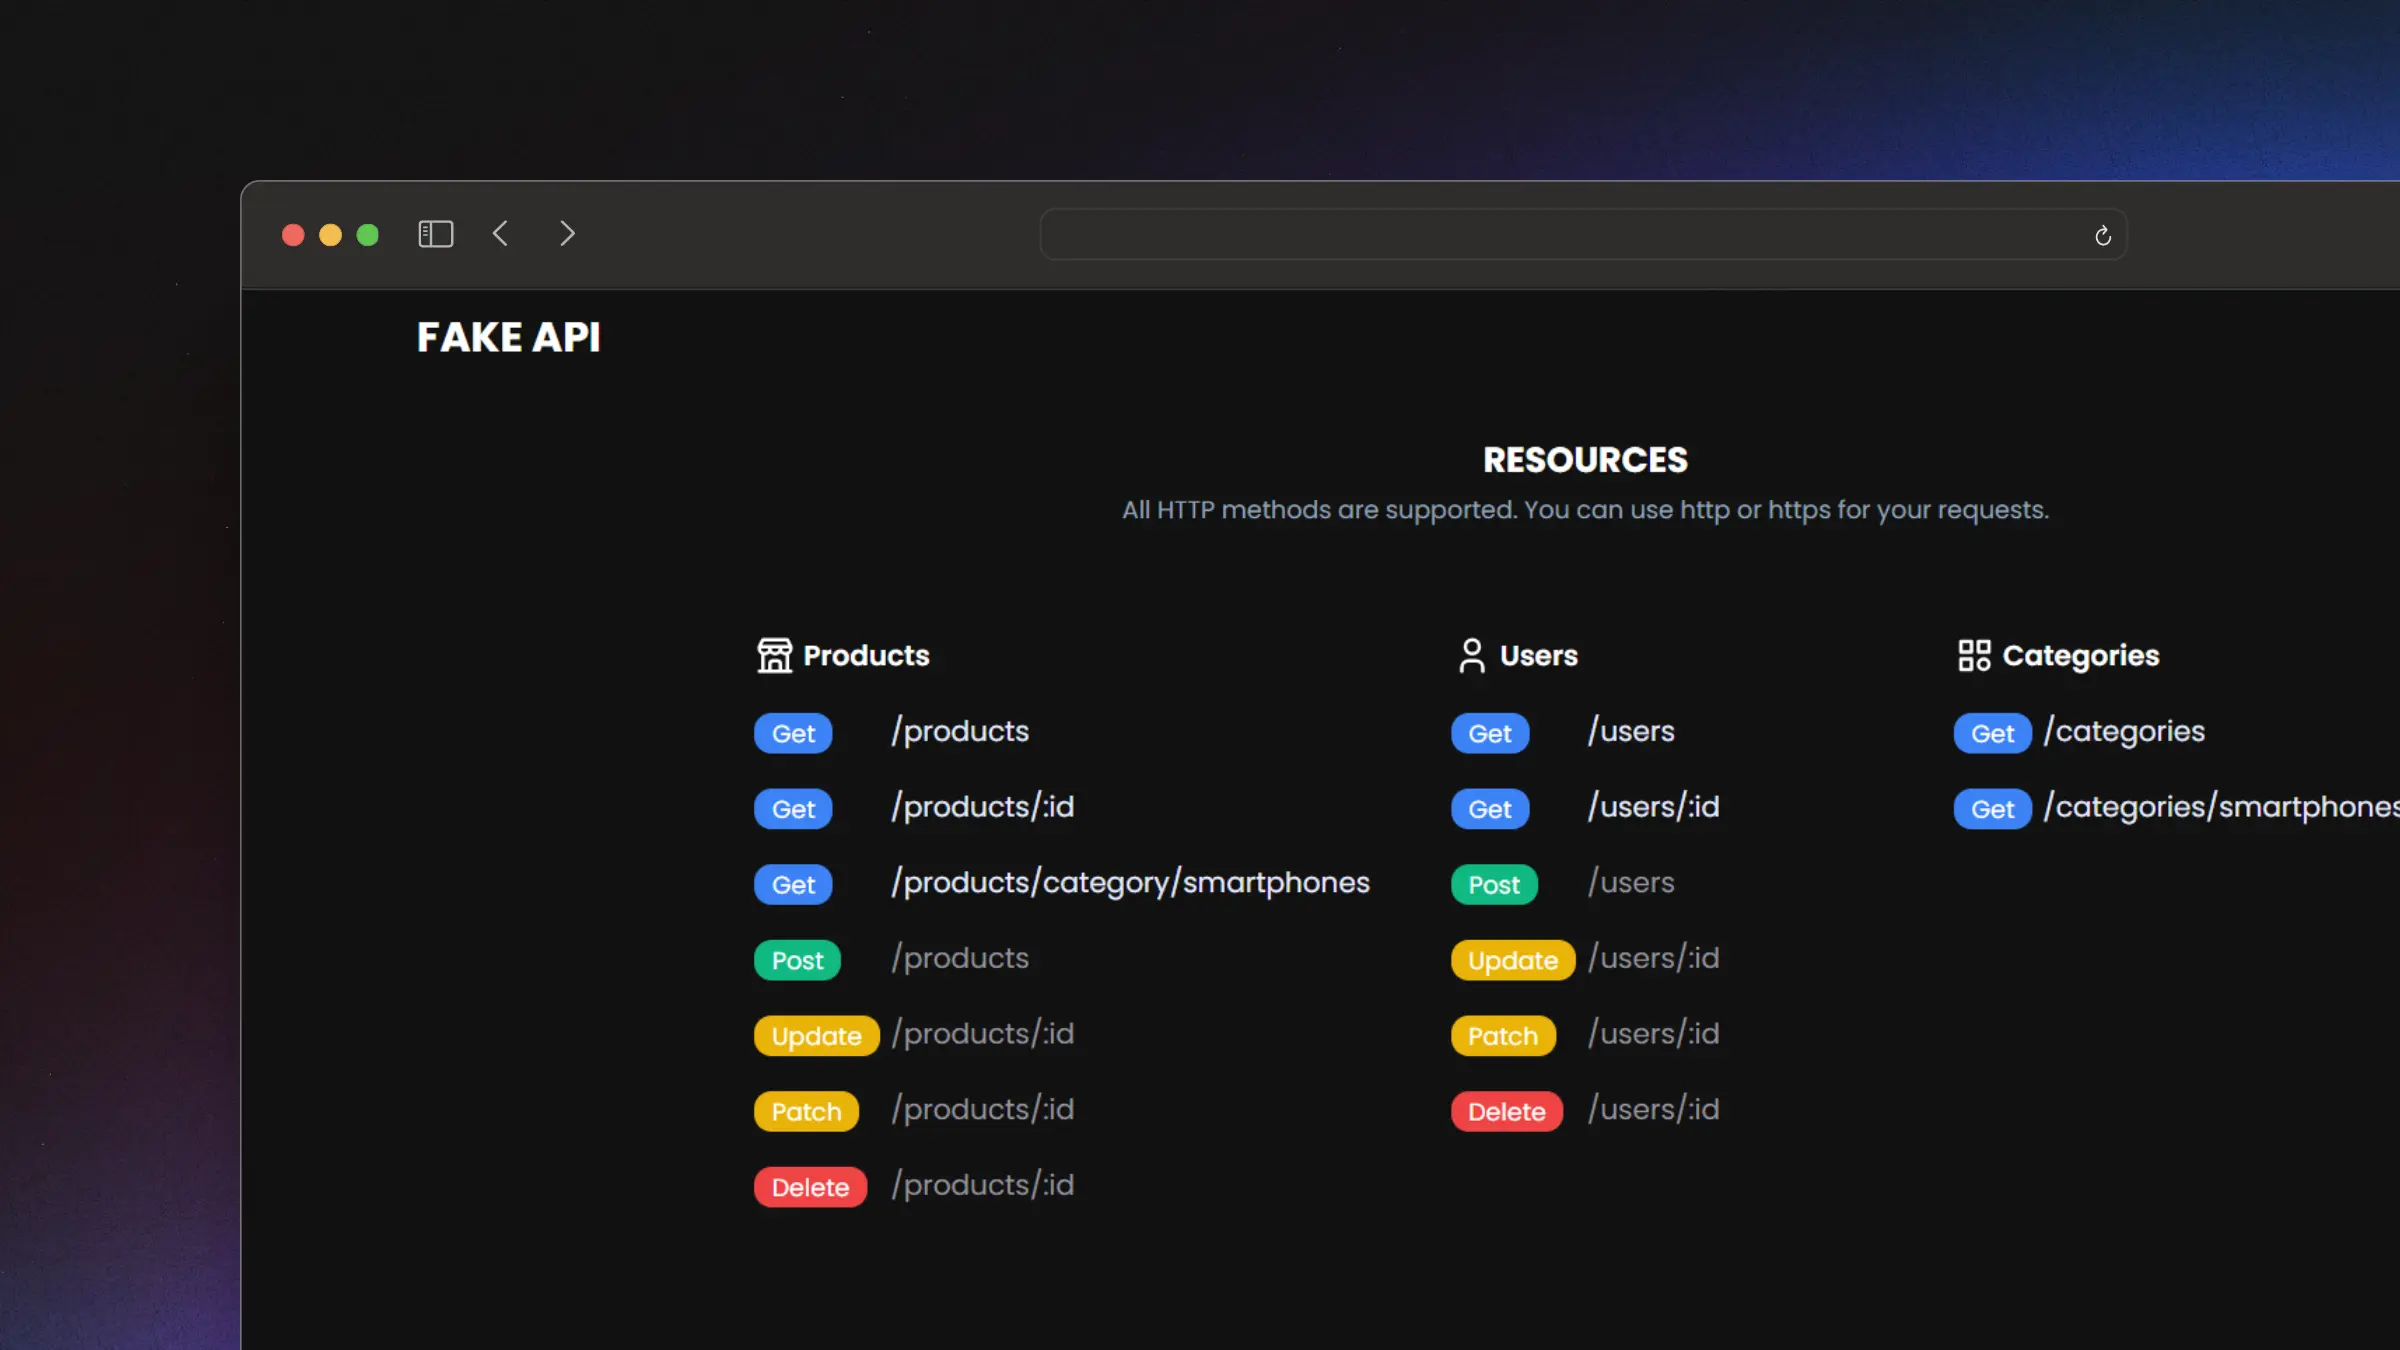 FAKE API
RESOURCES
All HTTP methods are supported. You can use http or https for your requests.
Products
Get /products
Get /products/:id
Get /products/category/smartphones
Post /products
Update /products/:id
Patch /products/:id
Delete /products/:id
Users
Get /users
Get /users/:id
Post /users
Update /users/:id
Patch /users/:id
Delete /users/:id
Categories
Get /categories
Get /categories/smartphones